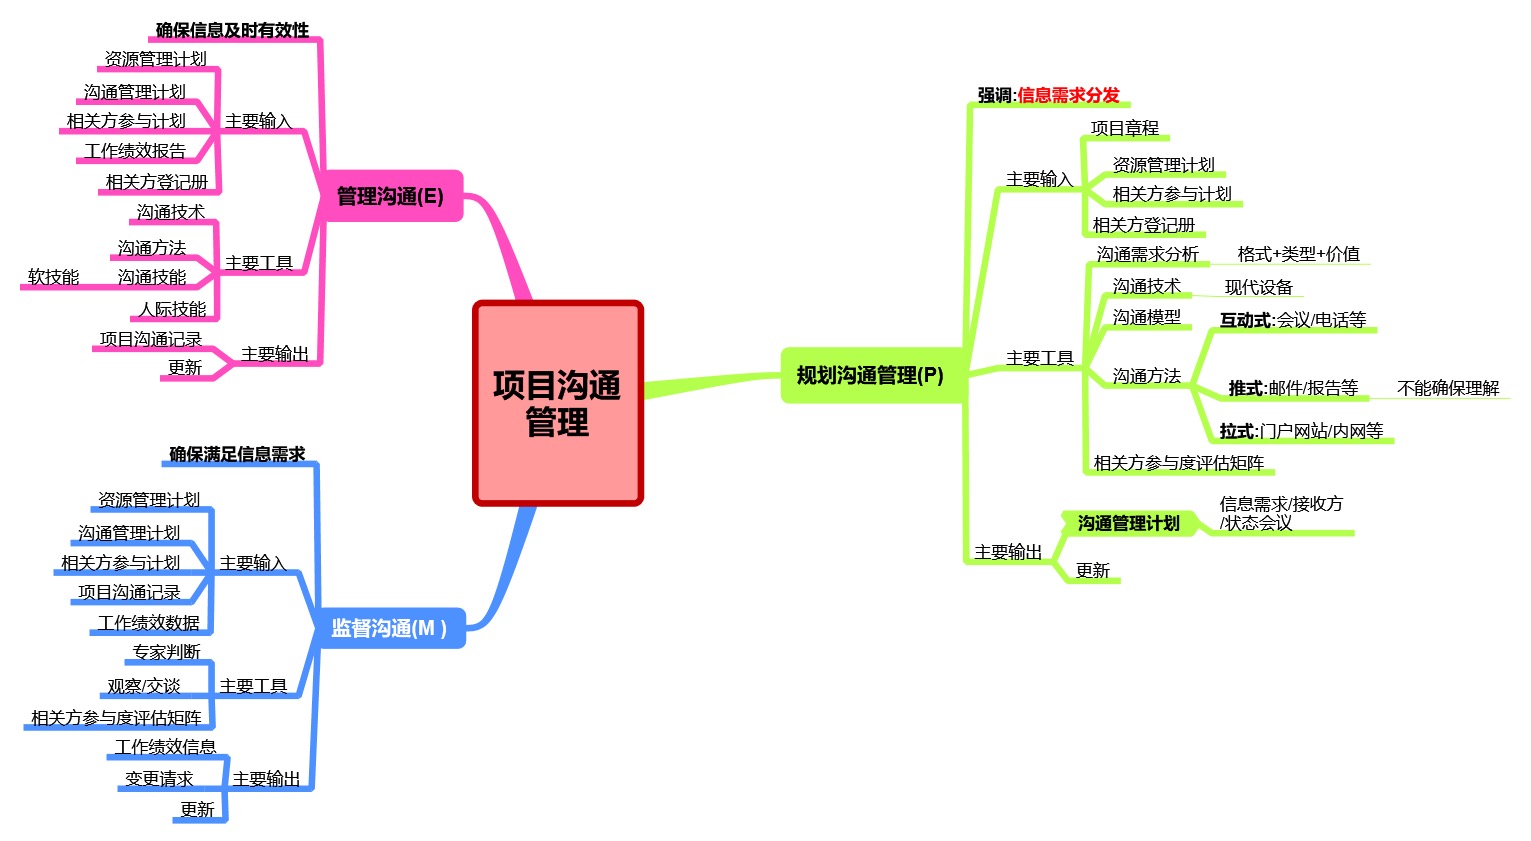 项目沟通
管理
规划沟通管理(P)
强调:信息需求分发
主要输入
项目章程
资源管理计划
相关方参与计划
相关方登记册
主要工具
沟通需求分析
格式+类型+价值
沟通技术
现代设备
沟通模型
沟通方法
互动式:会议/电话等
推式:邮件/报告等
不能确保理解
拉式:门户网站/内网等
相关方参与度评估矩阵
主要输出
沟通管理计划
信息需求/接收方
/状态会议
更新
管理沟通(E)
确保信息及时有效性
主要输入
资源管理计划
沟通管理计划
相关方参与计划
工作绩效报告
相关方登记册
主要工具
沟通技术
沟通方法
沟通技能
软技能
人际技能
主要输出
项目沟通记录
更新
监督沟通(M )
确保满足信息需求
主要输入
资源管理计划
沟通管理计划
相关方参与计划
项目沟通记录
工作绩效数据
主要工具
专家判断
观察/交谈
相关方参与度评估矩阵
主要输出
工作绩效信息
变更请求
更新